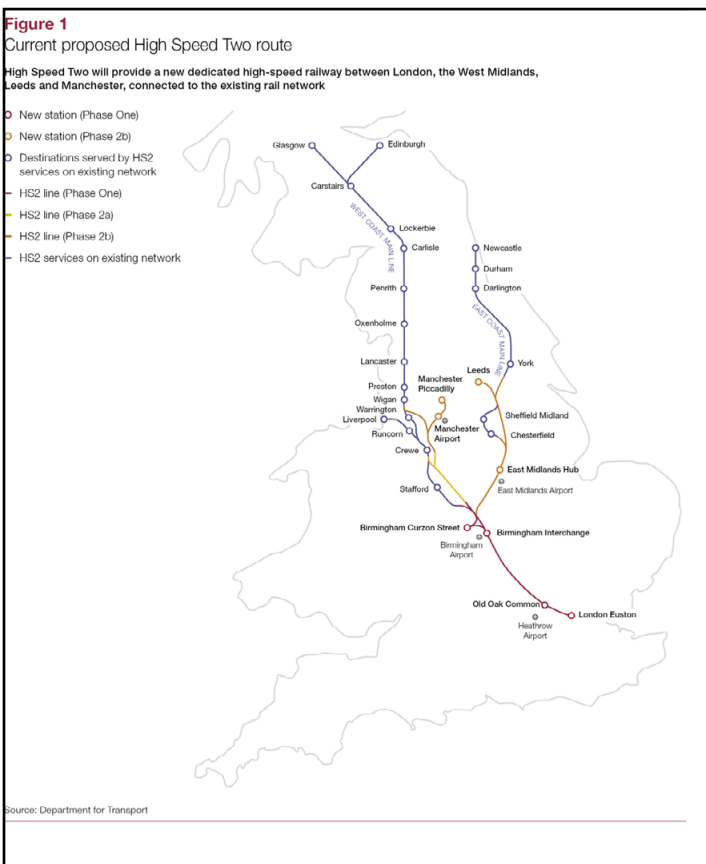 Figure 1
Current proposed High Speed Two route
High Speed Two will provide a new dedicated high-speed railway between London, the West Midlands,
Leeds and Manchester, connected to the existing rail network
New station (Phase One)
New station (Phase 2b)
Destinations served by HS2
services on existing network
HS2 line (Phase One)
HS2 line (Phase 2a)
HS2 line (Phase 2b)
HS2 services on existing network
Glasgow
Edinburgh
Carstairs
WEST COAST MAIN LINE
Lockerbie
Carlisle
Newcastle
Durham
Penrith
Darlington
EAST COAST MAIN LINE
Oxenholme
Lancaster
York
Leeds
Preston
Manchester
Piccadilly
Wigan
Warrington
Liverpool
Sheffield Midland
Runcorn
Manchester
Airport
Chesterfield
Crewe
East Midlands Hub
Stafford
East Midlands Airport
Birmingham Curzon Street
Birmingham Interchange
Birmingham
Airport
Old Oak Common
London Euston
Heathrow
Airport
Source: Department for Transport